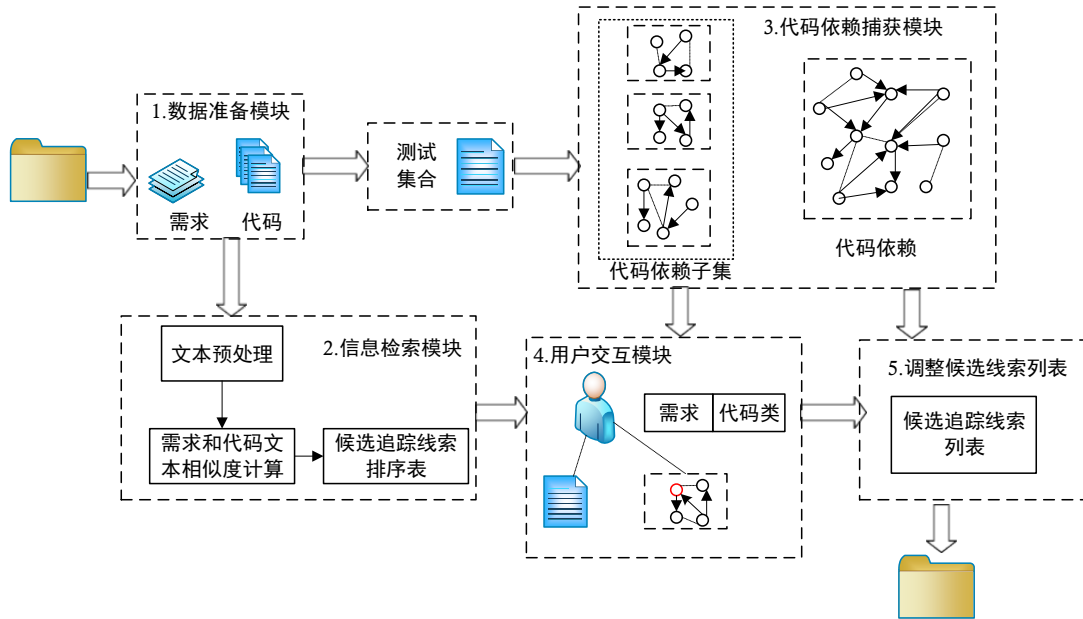 1.数据准备模块
需求
代码
测试
集合
3.代码依赖捕获模块
代码依赖子集
代码依赖
2.信息检索模块
文本预处理
需求和代码文
本相似度计算
候选追踪线索
排序表
4.用户交互模块
需求
代码类
5.调整候选线索列表
候选追踪线索
列表